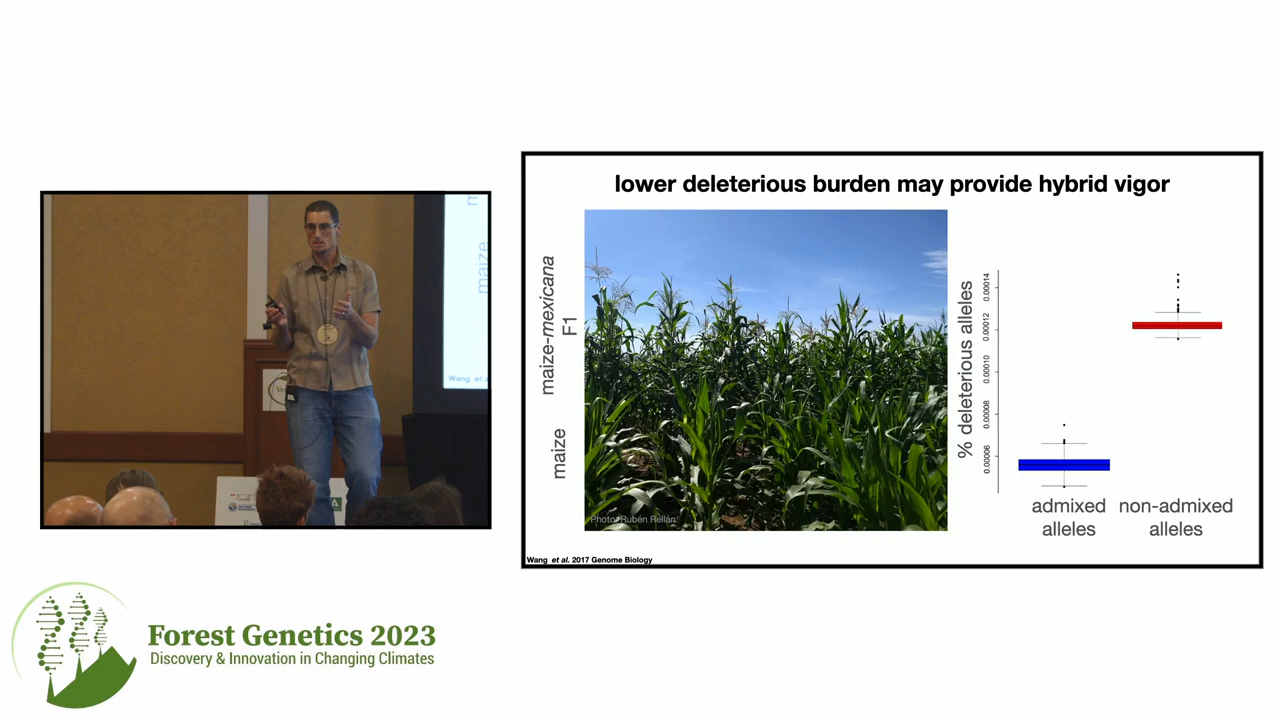 lower deleterious burden may provide hybrid vigor
maize-mexicana
F1
maize
Photo: Rubén Rellán
% deleterious alleles
0.00014
0.00012
0.00010
0.00008
0.00006
admixed
alleles
non-admixed
alleles
Wang et al. 2017 Genome Biology
maize
m
Wang et a
Forest Genetics 2023
Discovery & Innovation in Changing Climates